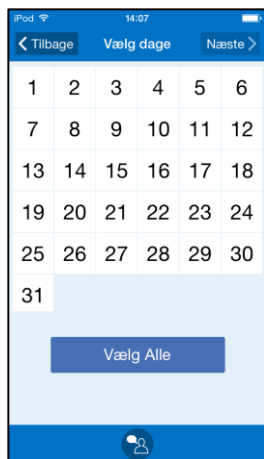 iPod 14:07
Tilbage Vælg dage Næste
1 2 3 4 5 6
7 8 9 10 11 12
13 14 15 16 17 18
19 20 21 22 23 24
25 26 27 28 29 30
31
Vælg Alle